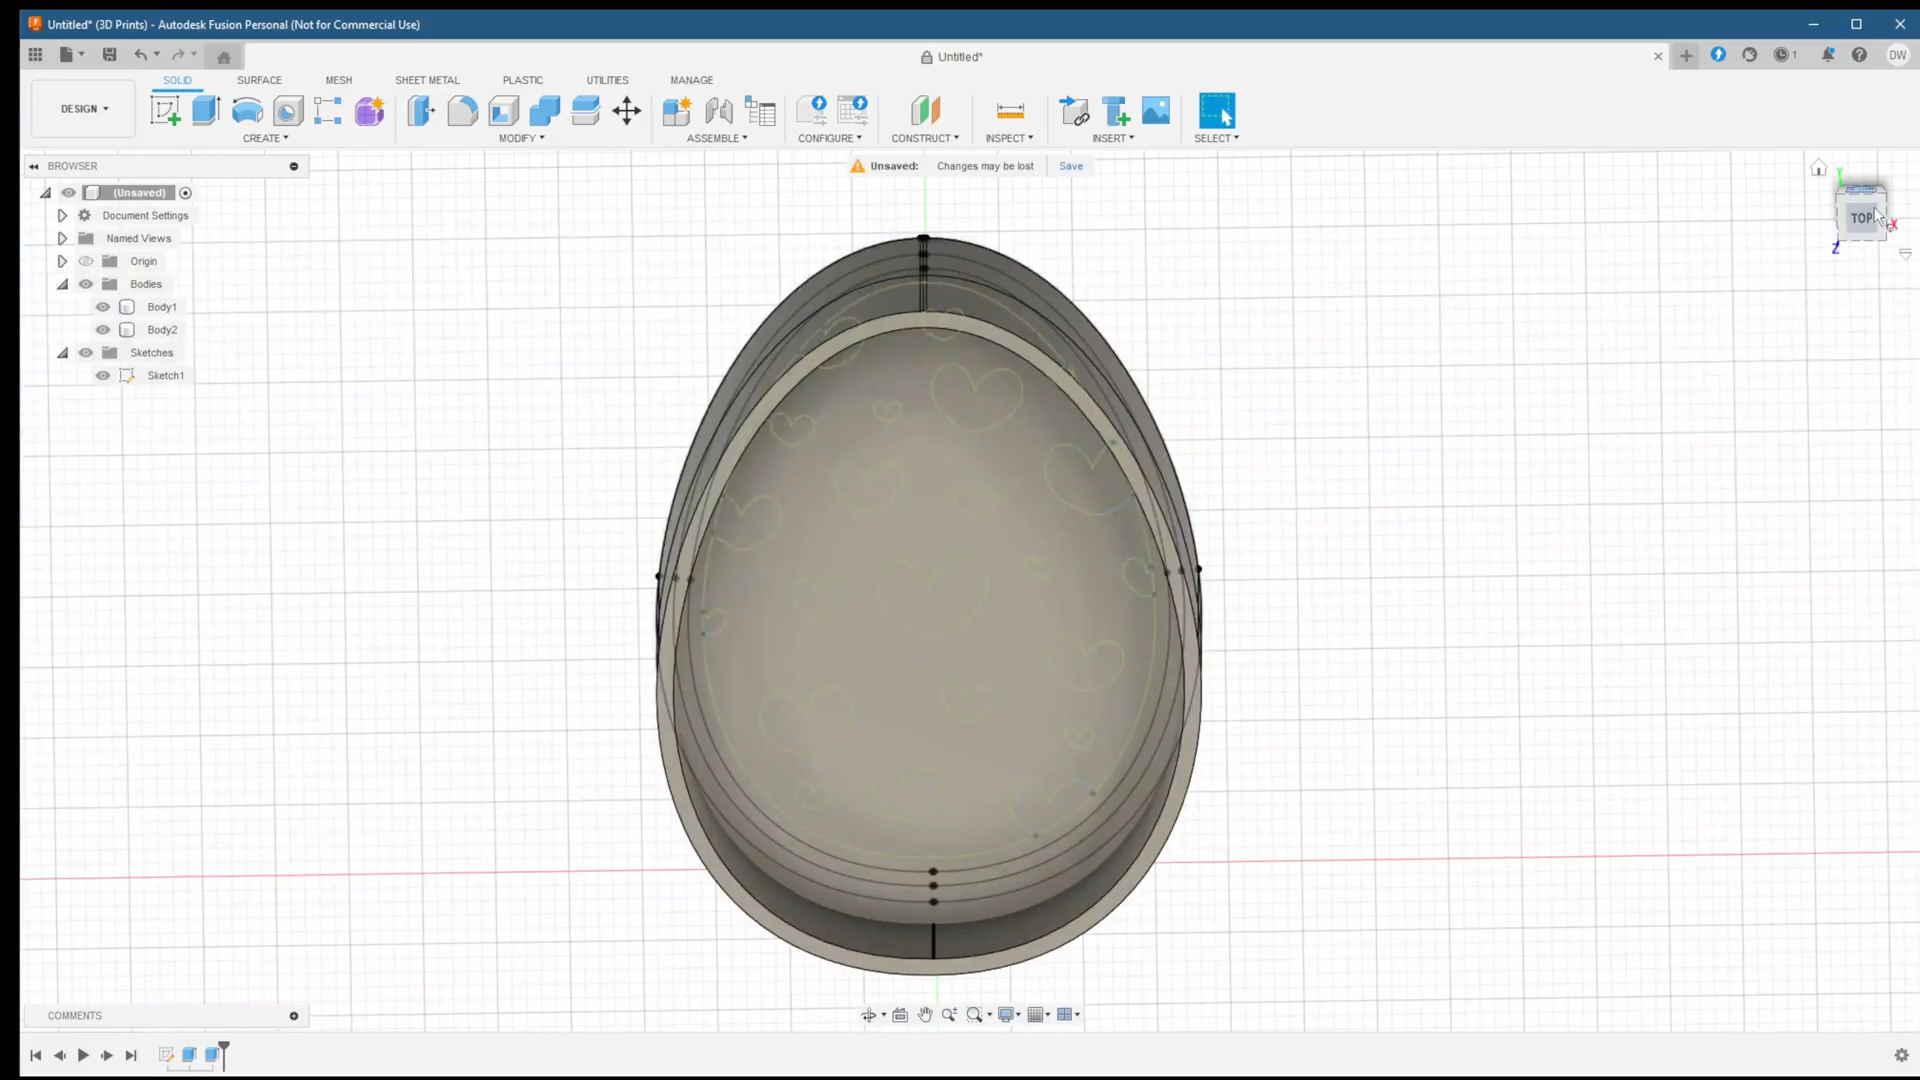 Untitled* (3D Prints) - Autodesk Fusion Personal (Not for Commercial Use)
Untitled*
1
DW
SOLID SURFACE MESH SHEET METAL PLASTIC UTILITIES MANAGE
DESIGN
CREATE MODIFY ASSEMBLE CONFIGURE CONSTRUCT INSPECT INSERT SELECT
BROWSER
Unsaved: Changes may be lost Save
(Unsaved)
Document Settings
Named Views
Origin
Bodies
Body1
Body2
Sketches
Sketch1
Y
TOP
X
Z
COMMENTS